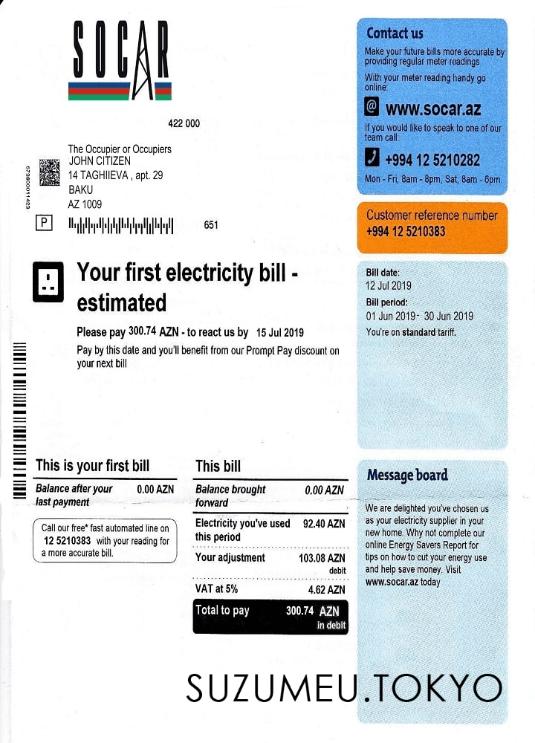 SOCAR
422 000
The Occupier or Occupiers
JOHN CITIZEN
14 TAGHIIEVA , apt. 29
BAKU
AZ 1009
P
651
Your first electricity bill -
estimated
Please pay 300.74 AZN - to react us by 15 Jul 2019
Pay by this date and you'll benefit from our Prompt Pay discount on
your next bill
This is your first bill
Balance after your
last payment
0.00 AZN
Call our free* fast automated line on
12 5210383 with your reading for
a more accurate bill.
This bill
Balance brought
forward
0.00 AZN
Electricity you've used
this period
92.40 AZN
Your adjustment
103.08 AZN
debit
VAT at 5%
4.62 AZN
Total to pay
300.74 AZN
in debit
Contact us
Make your future bills more accurate by
providing regular meter roadings
With your meter reading handy go
online:
@ www.socar.az
If you would like to speak to one of our
team call:
+994 12 5210282
Mon - Fri, 8am - 8pm, Sat, 8am - 6pm
Customer reference number
+994 12 5210383
Bill date:
12 Jul 2019
Bill period:
01 Jun 2019- 30 Jun 2019
You're on standard tariff.
Message board
We are delighted you've chosen us
as your electricity supplier in your
new home. Why not complete our
online Energy Savers Report for
tips on how to cut your energy use
and help save money. Visit
www.socar.az today
SUZUMEU.TOKYO